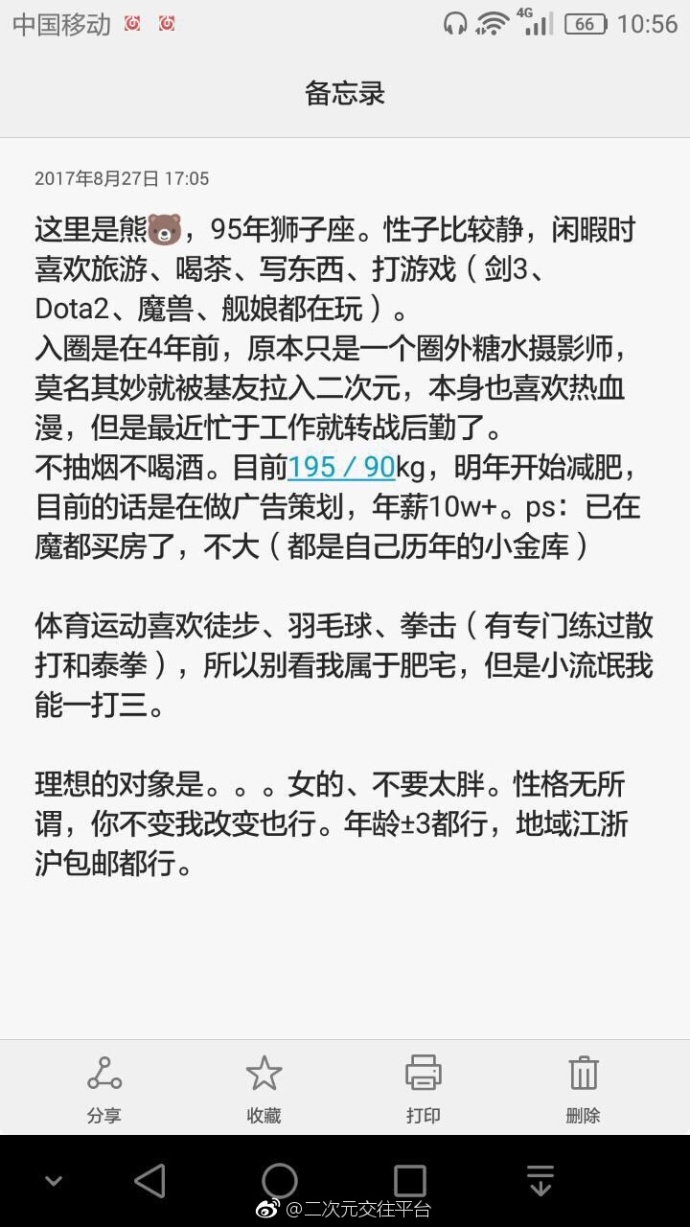 中国移动 4G 66 10:56
备忘录
2017年8月27日 17:05
这里是熊🐻，95年狮子座。性子比较静，闲暇时
喜欢旅游、喝茶、写东西、打游戏（剑3、
Dota2、魔兽、舰娘都在玩）。
入圈是在4年前，原本只是一个圈外糖水摄影师，
莫名其妙就被基友拉入二次元，本身也喜欢热血
漫，但是最近忙于工作就转战后勤了。
不抽烟不喝酒。目前195／90kg，明年开始减肥，
目前的话是在做广告策划，年薪10w+。ps：已在
魔都买房了，不大（都是自己历年的小金库）
体育运动喜欢徒步、羽毛球、拳击（有专门练过散
打和泰拳），所以别看我属于肥宅，但是小流氓我
能一打三。
理想的对象是。。。女的、不要太胖。性格无所
谓，你不变我改变也行。年龄±3都行，地域江浙
沪包邮都行。
分享 收藏 打印 删除
@二次元交往平台